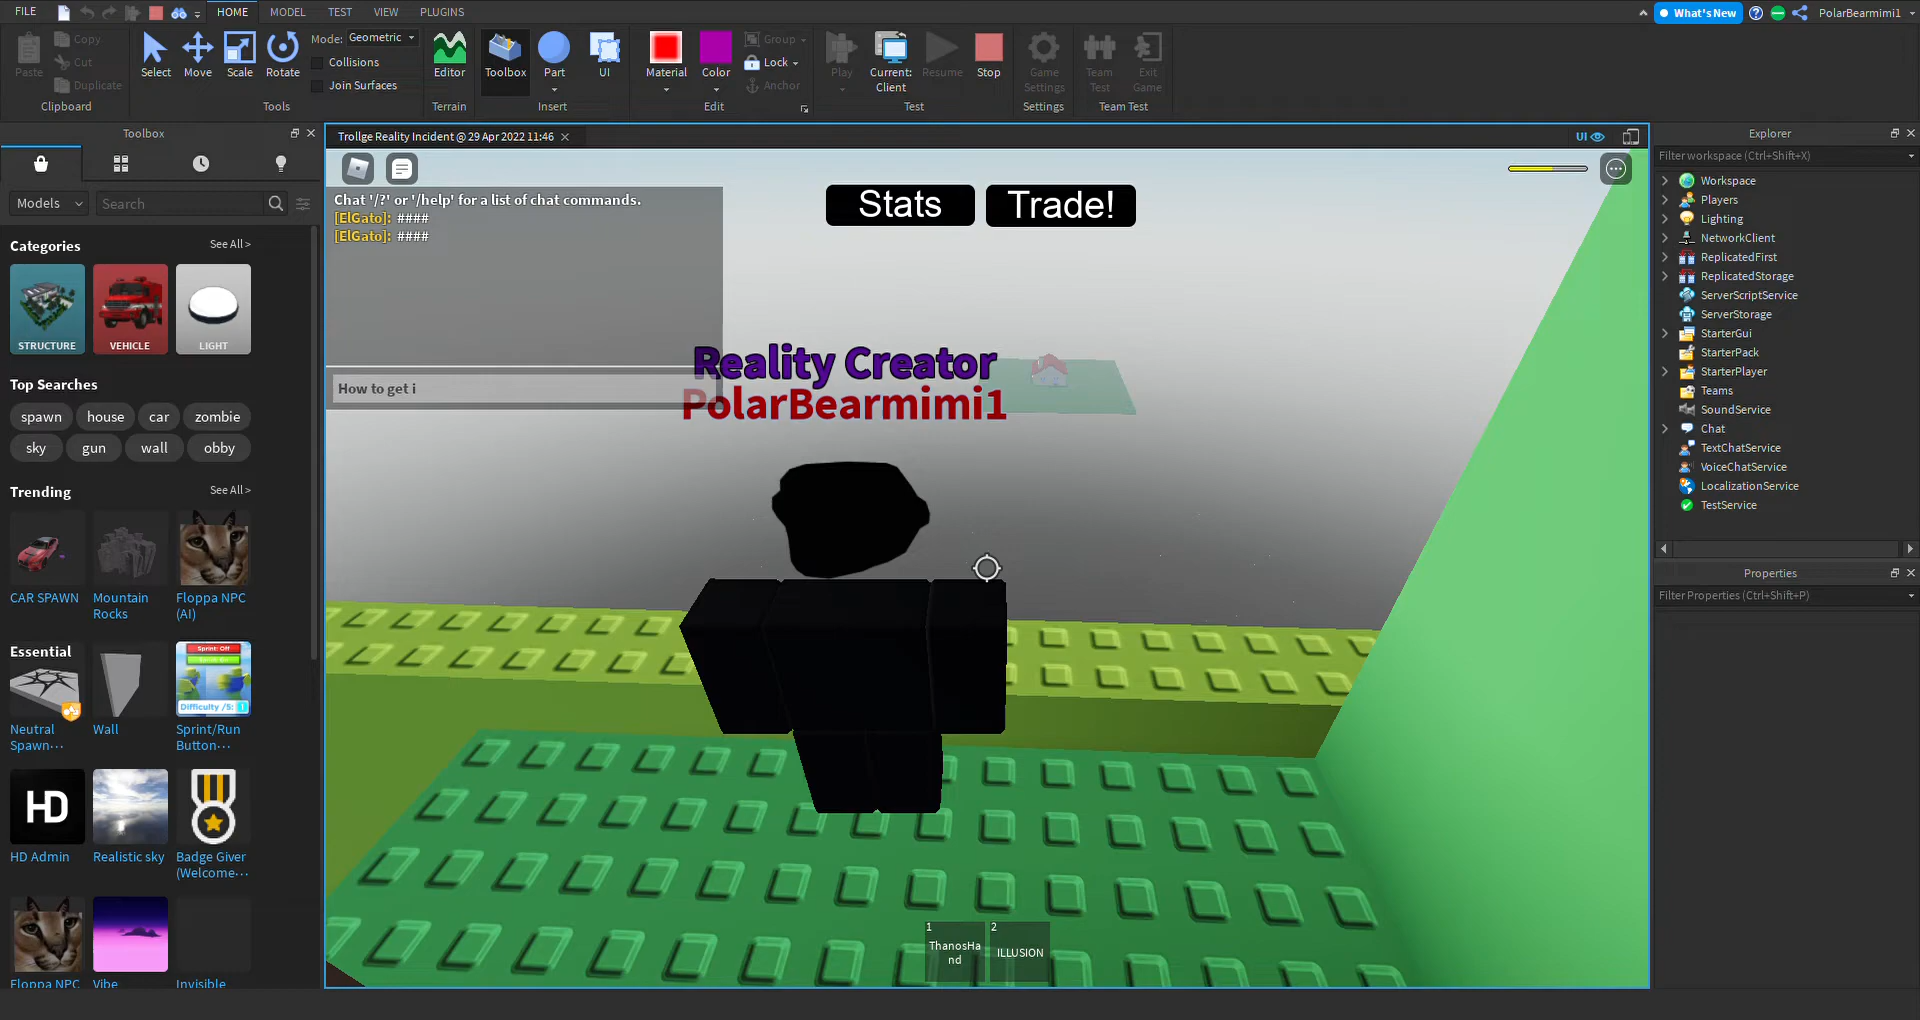 FILE
HOME
MODEL
TEST
VIEW
PLUGINS
What's New
PolarBearmimi1
Paste
Copy
Cut
Duplicate
Clipboard
Select
Move
Scale
Rotate
Mode: Geometric
Collisions
Join Surfaces
Tools
Editor
Terrain
Toolbox
Part
UI
Insert
Material
Color
Group
Lock
Anchor
Edit
Play
Current:
Client
Resume
Stop
Test
Game
Settings
Settings
Team
Test
Exit
Game
Team Test
Toolbox
Models
Search
Categories
See All >
STRUCTURE
VEHICLE
LIGHT
Top Searches
spawn
house
car
zombie
sky
gun
wall
obby
Trending
See All >
CAR SPAWN
Mountain
Rocks
Floppa NPC
(AI)
Essential
Neutral
Spawn...
Wall
Sprint: Off
Difficulty /5: 1
Sprint/Run
Button...
HD
HD Admin
Realistic sky
Badge Giver
(Welcome...
Floppa NPC
Vibe
Invisible
Trollge Reality Incident @ 29 Apr 2022 11:46
UI
Chat '/?' or '/help' for a list of chat commands.
[ElGato]: ####
[ElGato]: ####
How to get i
Stats
Trade!
Reality Creator
PolarBearmimi1
1
ThanosHa
nd
2
ILLUSION
Explorer
Filter workspace (Ctrl+Shift+X)
Workspace
Players
Lighting
NetworkClient
ReplicatedFirst
ReplicatedStorage
ServerScriptService
ServerStorage
StarterGui
StarterPack
StarterPlayer
Teams
SoundService
Chat
TextChatService
VoiceChatService
LocalizationService
TestService
Properties
Filter Properties (Ctrl+Shift+P)